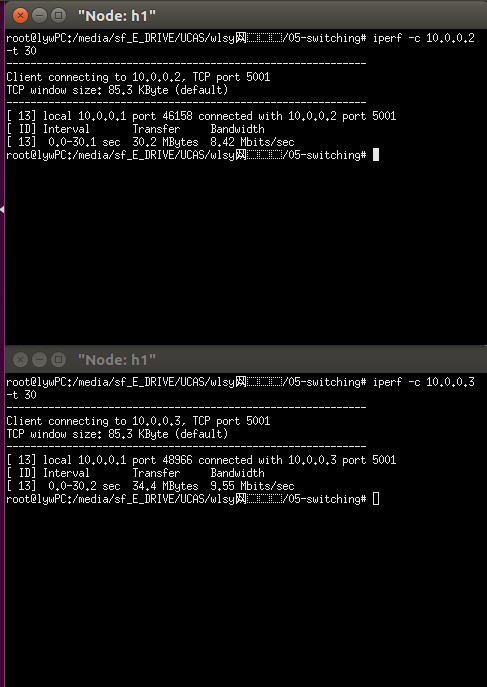 "Node: h1"
root@lywPC:/media/sf_E_DRIVE/UCAS/wlsy网/05-switching# iperf -c 10.0.0.2
-t 30
------------------------------------------------------------
Client connecting to 10.0.0.2, TCP port 5001
TCP window size: 85.3 KByte (default)
------------------------------------------------------------
[ 13] local 10.0.0.1 port 46158 connected with 10.0.0.2 port 5001
[ ID] Interval       Transfer     Bandwidth
[ 13]  0.0-30.1 sec  30.2 MBytes  8.42 Mbits/sec
root@lywPC:/media/sf_E_DRIVE/UCAS/wlsy网/05-switching#
"Node: h1"
root@lywPC:/media/sf_E_DRIVE/UCAS/wlsy网/05-switching# iperf -c 10.0.0.3
-t 30
------------------------------------------------------------
Client connecting to 10.0.0.3, TCP port 5001
TCP window size: 85.3 KByte (default)
------------------------------------------------------------
[ 13] local 10.0.0.1 port 48966 connected with 10.0.0.3 port 5001
[ ID] Interval       Transfer     Bandwidth
[ 13]  0.0-30.2 sec  34.4 MBytes  9.55 Mbits/sec
root@lywPC:/media/sf_E_DRIVE/UCAS/wlsy网/05-switching#